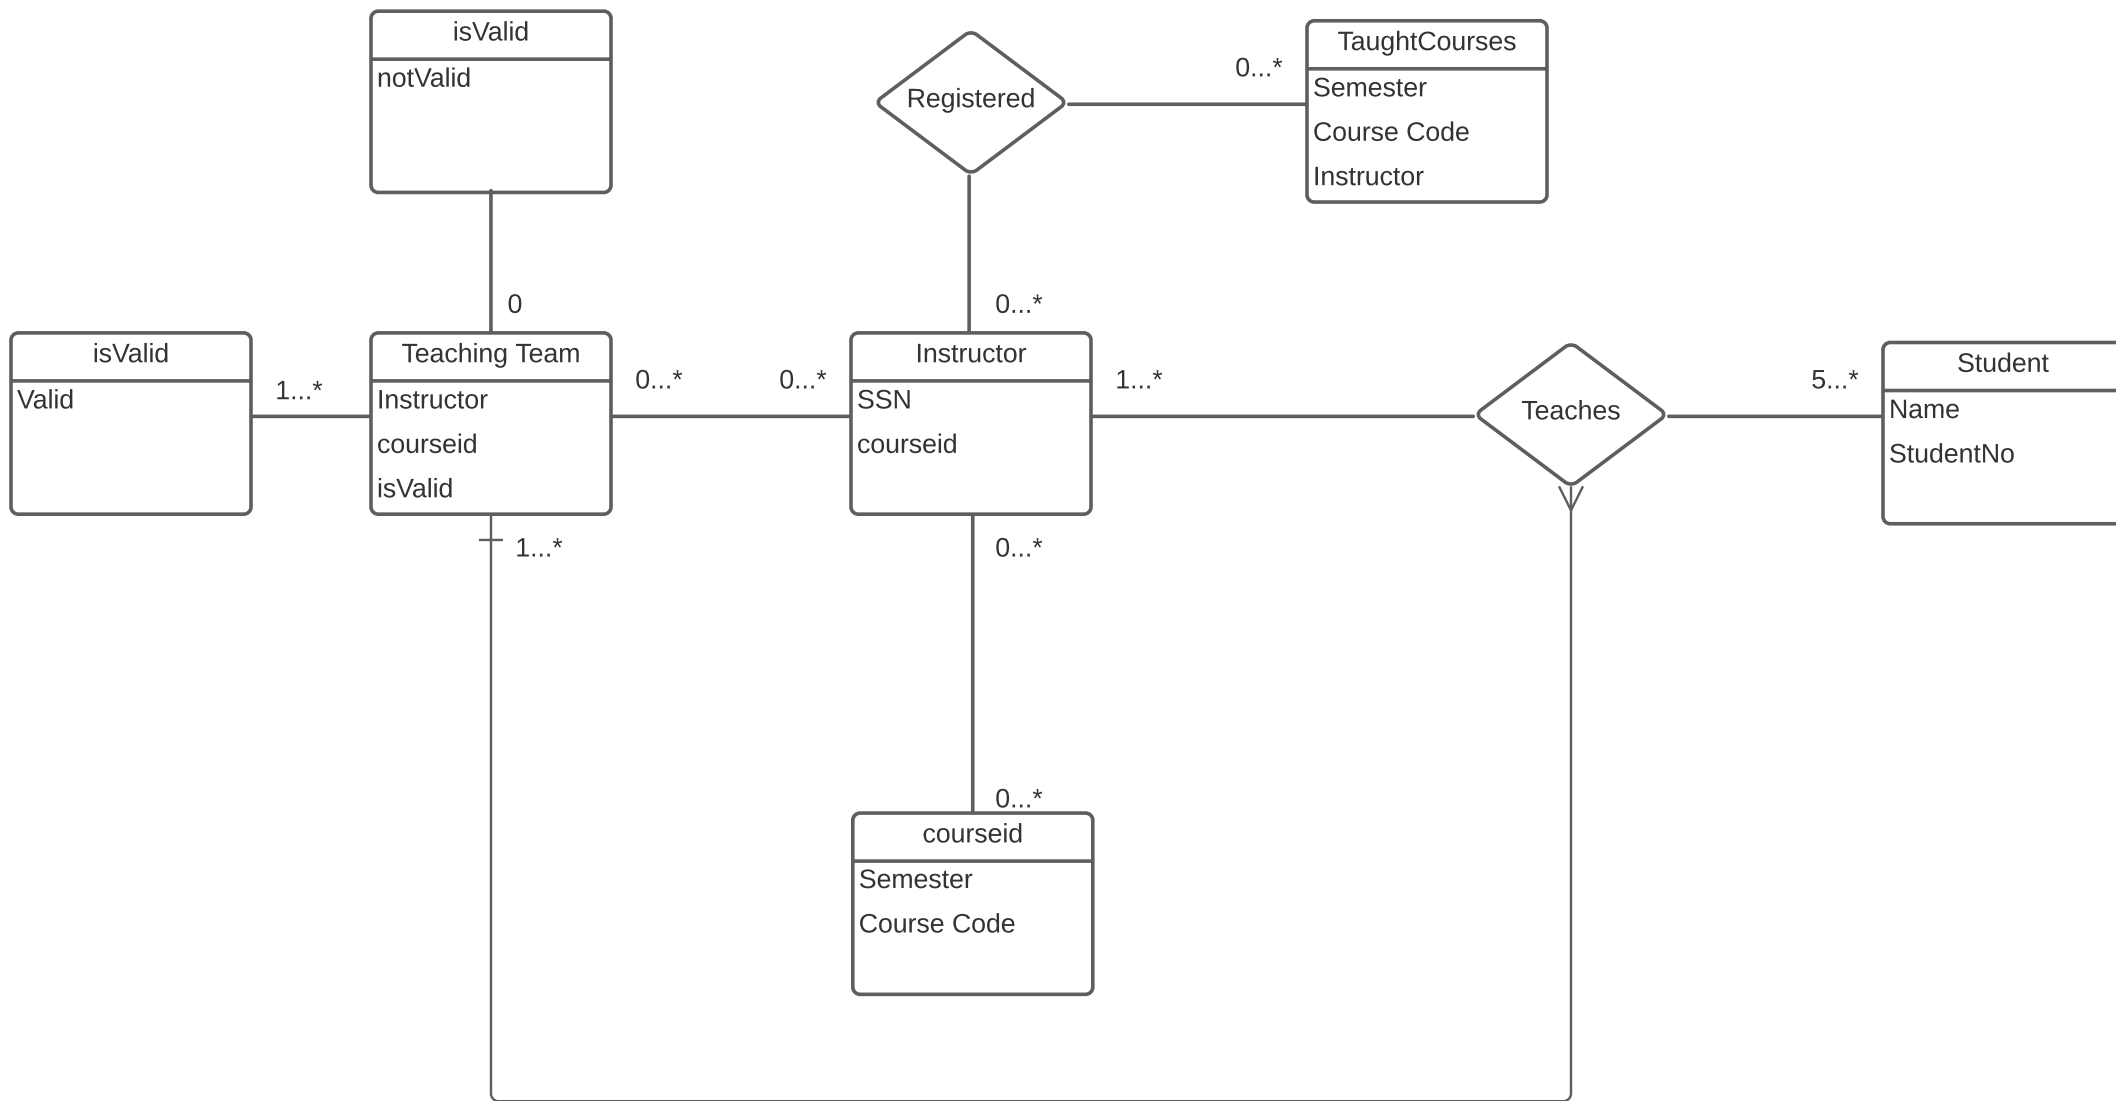 isValid
notValid
Registered
0...*
TaughtCourses
Semester
Course Code
Instructor
0
0...*
isValid
Valid
1...*
Teaching Team
Instructor
courseid
isValid
0...*
0...*
Instructor
SSN
courseid
1...*
Teaches
5...*
Student
Name
StudentNo
1...*
0...*
0...*
courseid
Semester
Course Code